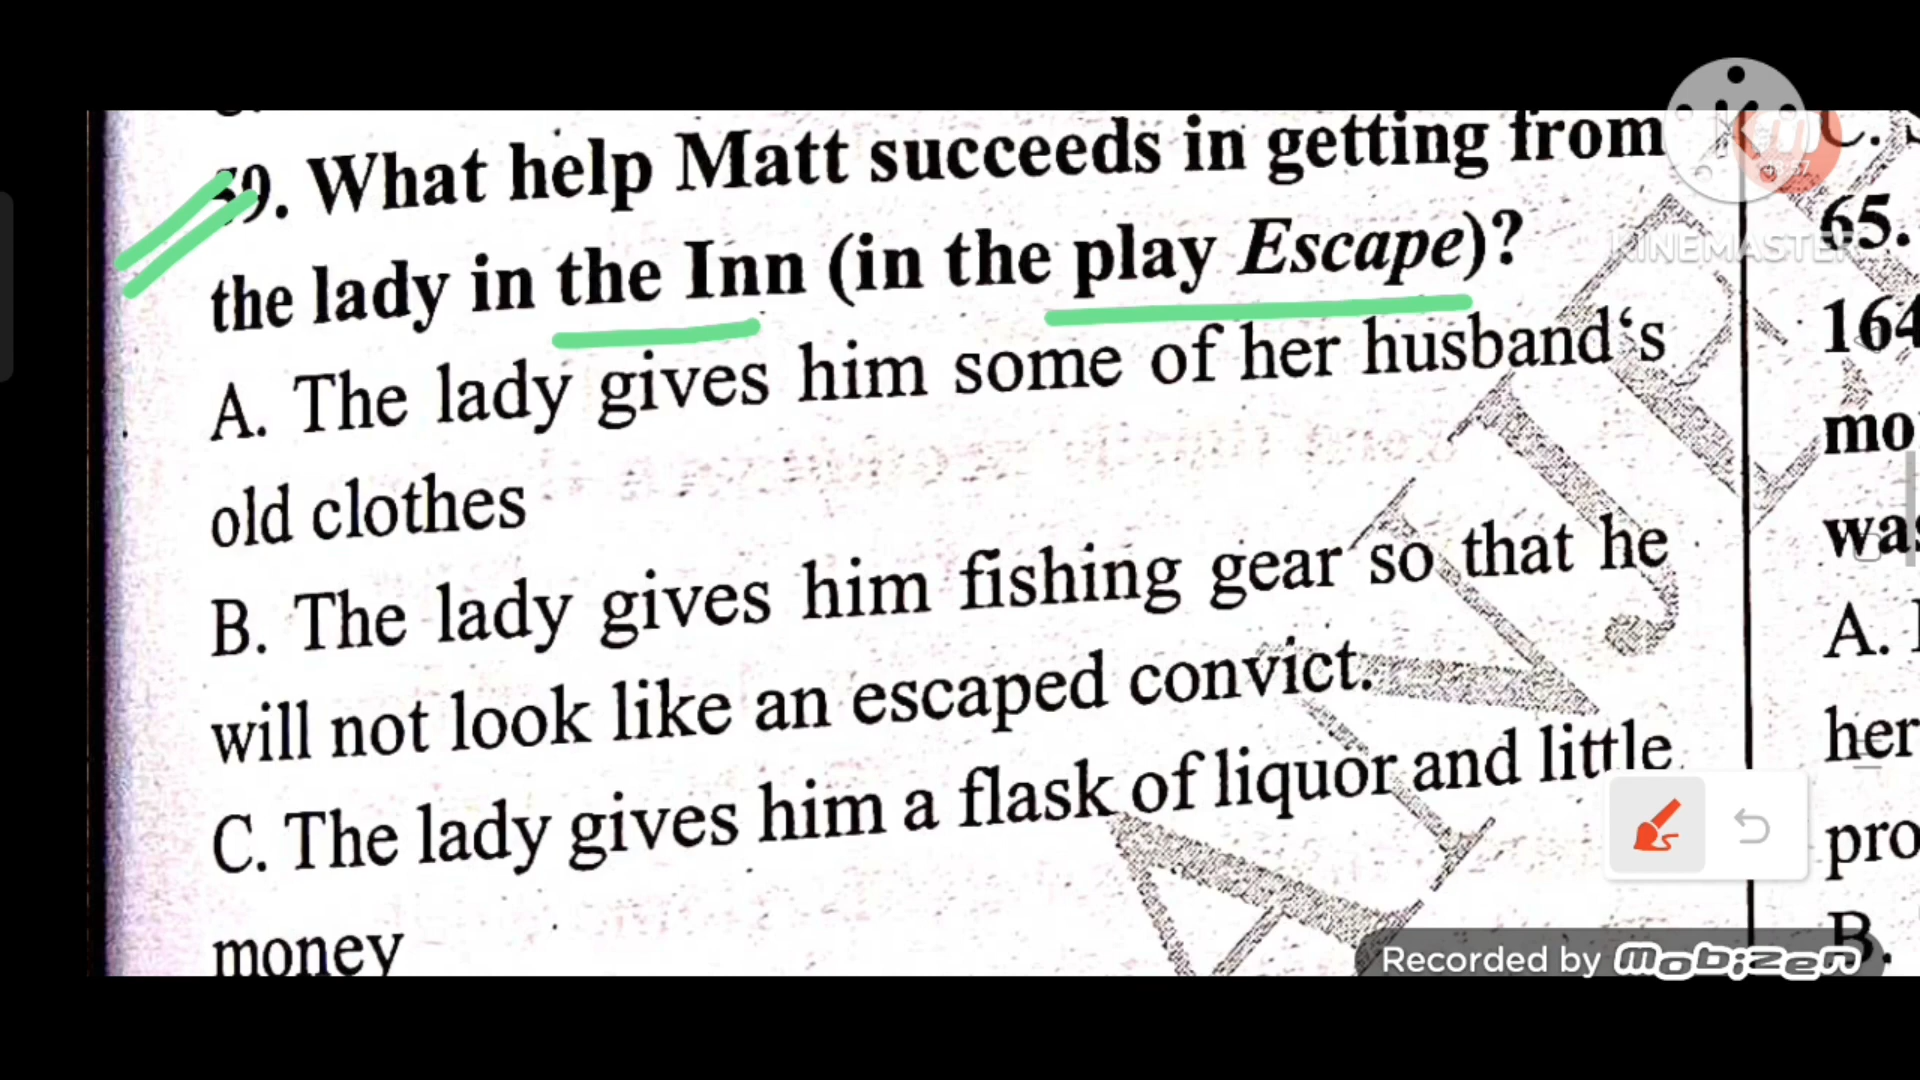 59. What help Matt succeeds in getting from
the lady in the Inn (in the play Escape)?
A. The lady gives him some of her husband‘s
old clothes
B. The lady gives him fishing gear so that he
will not look like an escaped convict.
C. The lady gives him a flask of liquor and little
money
65.
164
mo
was
A.
her
pro
B.
KINEMASTER
Recorded by mobizen